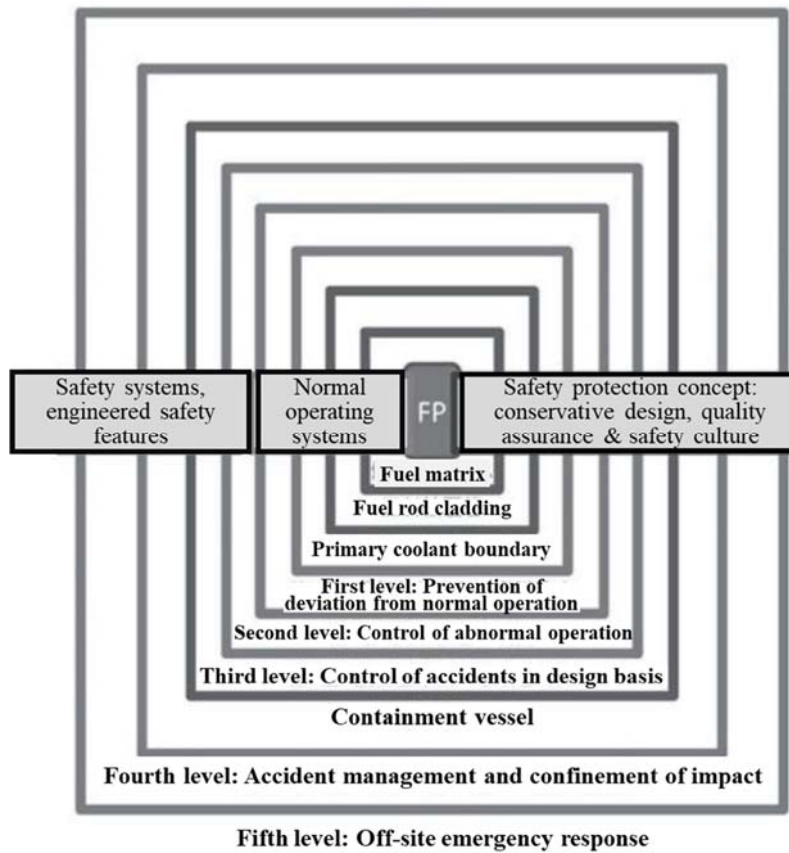 Safety systems,
engineered safety
features
Normal
operating
systems
FP
Safety protection concept:
conservative design, quality
assurance & safety culture
Fuel matrix
Fuel rod cladding
Primary coolant boundary
First level: Prevention of
deviation from normal operation
Second level: Control of abnormal operation
Third level: Control of accidents in design basis
Containment vessel
Fourth level: Accident management and confinement of impact
Fifth level: Off-site emergency response